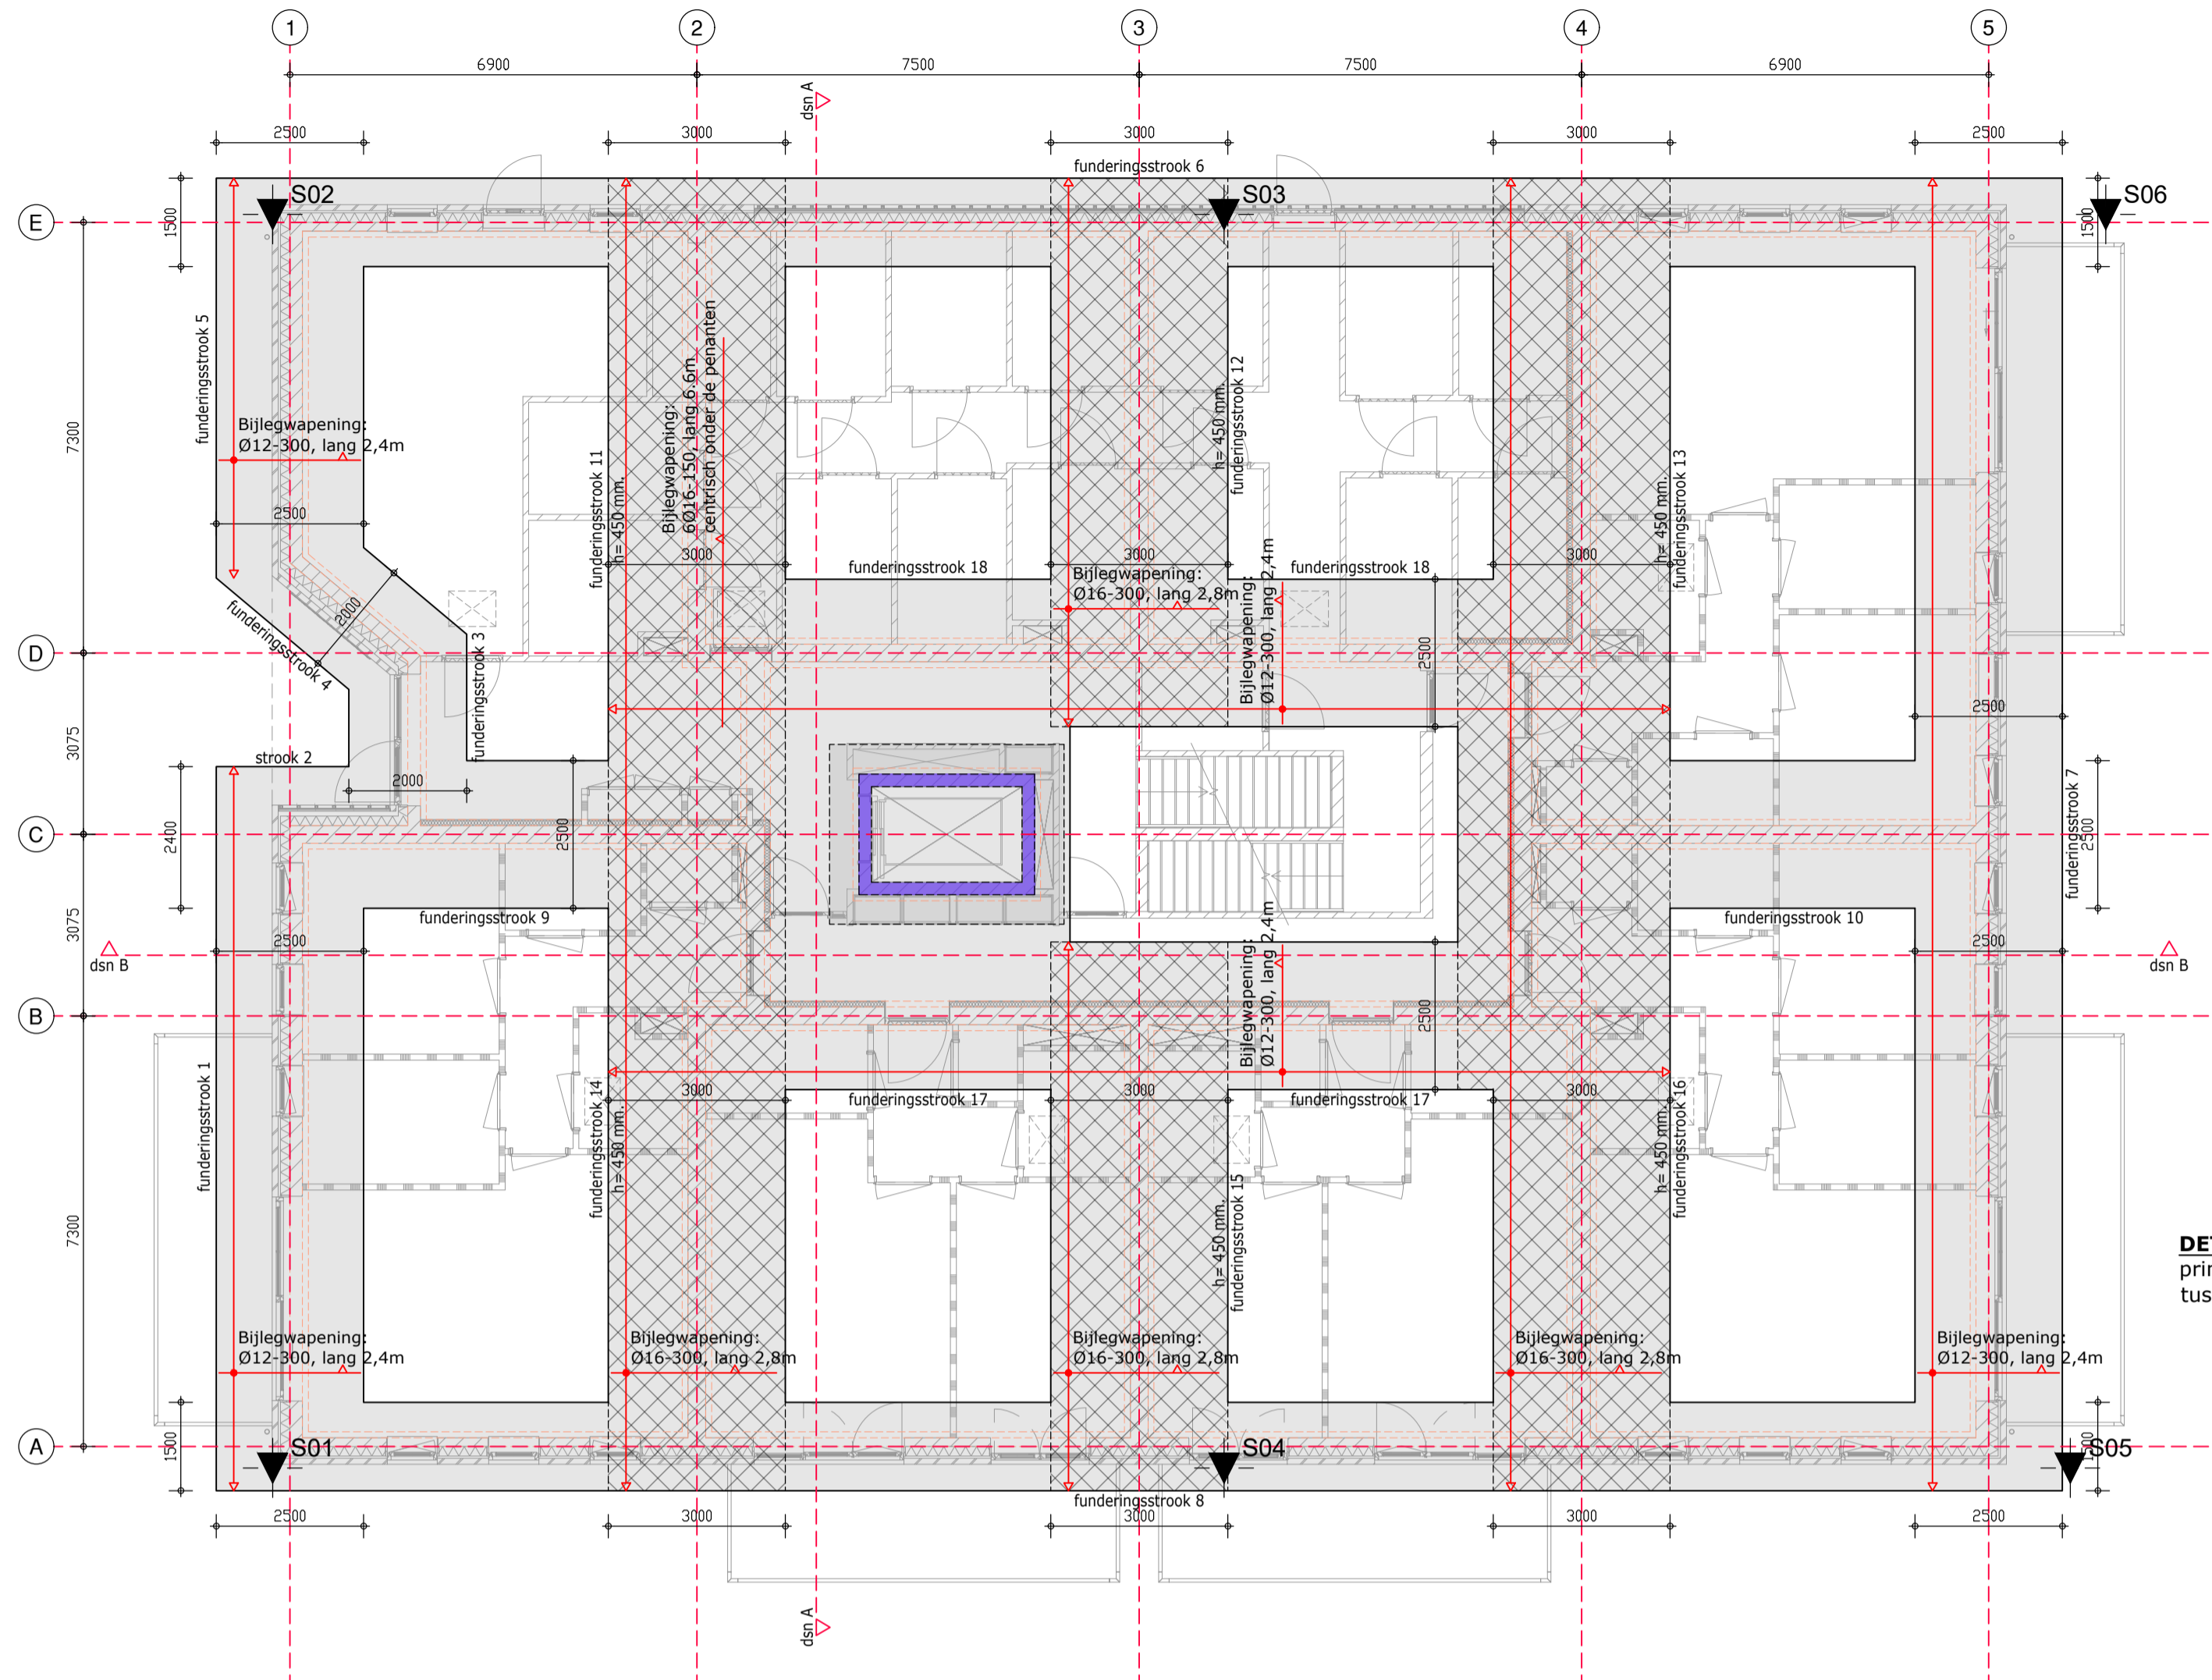 1
2
3
4
5
6900
7500
7500
6900
dsn A
2500
3000
3000
3000
2500
funderingsstrook 6
S02
S03
S06
E
1500
1500
funderingsstrook 5
7300
Bijlegwapening:
Ø12-300, lang 2,4m
2500
funderingsstrook 11
h= 450 mm.
Bijlegwapening:
6Ø16-150, lang 6.6m
centrisch onder de penanten
3000
h= 450 mm.
funderingsstrook 12
h= 450 mm.
funderingsstrook 13
funderingsstrook 18
3000
funderingsstrook 18
3000
Bijlegwapening:
Ø16-300, lang 2,8m
Bijlegwapening:
Ø12-300, lang 2,4m
2000
funderingsstrook 4
funderingsstrook 3
2500
D
2500
3075
strook 2
2000
2500
2400
C
2500
funderingsstrook 7
funderingsstrook 9
funderingsstrook 10
3075
2500
2500
dsn B
dsn B
Bijlegwapening:
Ø12-300, lang 2,4m
2500
B
funderingstrook 1
funderingsstrook 14
h= 450 mm.
3000
funderingsstrook 17
3000
funderingsstrook 17
3000
h= 450 mm.
funderingsstrook 16
h= 450 mm.
funderingsstrook 15
7300
DET
prin
tus
Bijlegwapening:
Ø12-300, lang 2,4m
Bijlegwapening:
Ø16-300, lang 2,8m
Bijlegwapening:
Ø16-300, lang 2,8m
Bijlegwapening:
Ø16-300, lang 2,8m
Bijlegwapening:
Ø12-300, lang 2,4m
A
1500
S01
S04
S05
1500
funderingsstrook 8
2500
3000
3000
3000
2500
dsn A